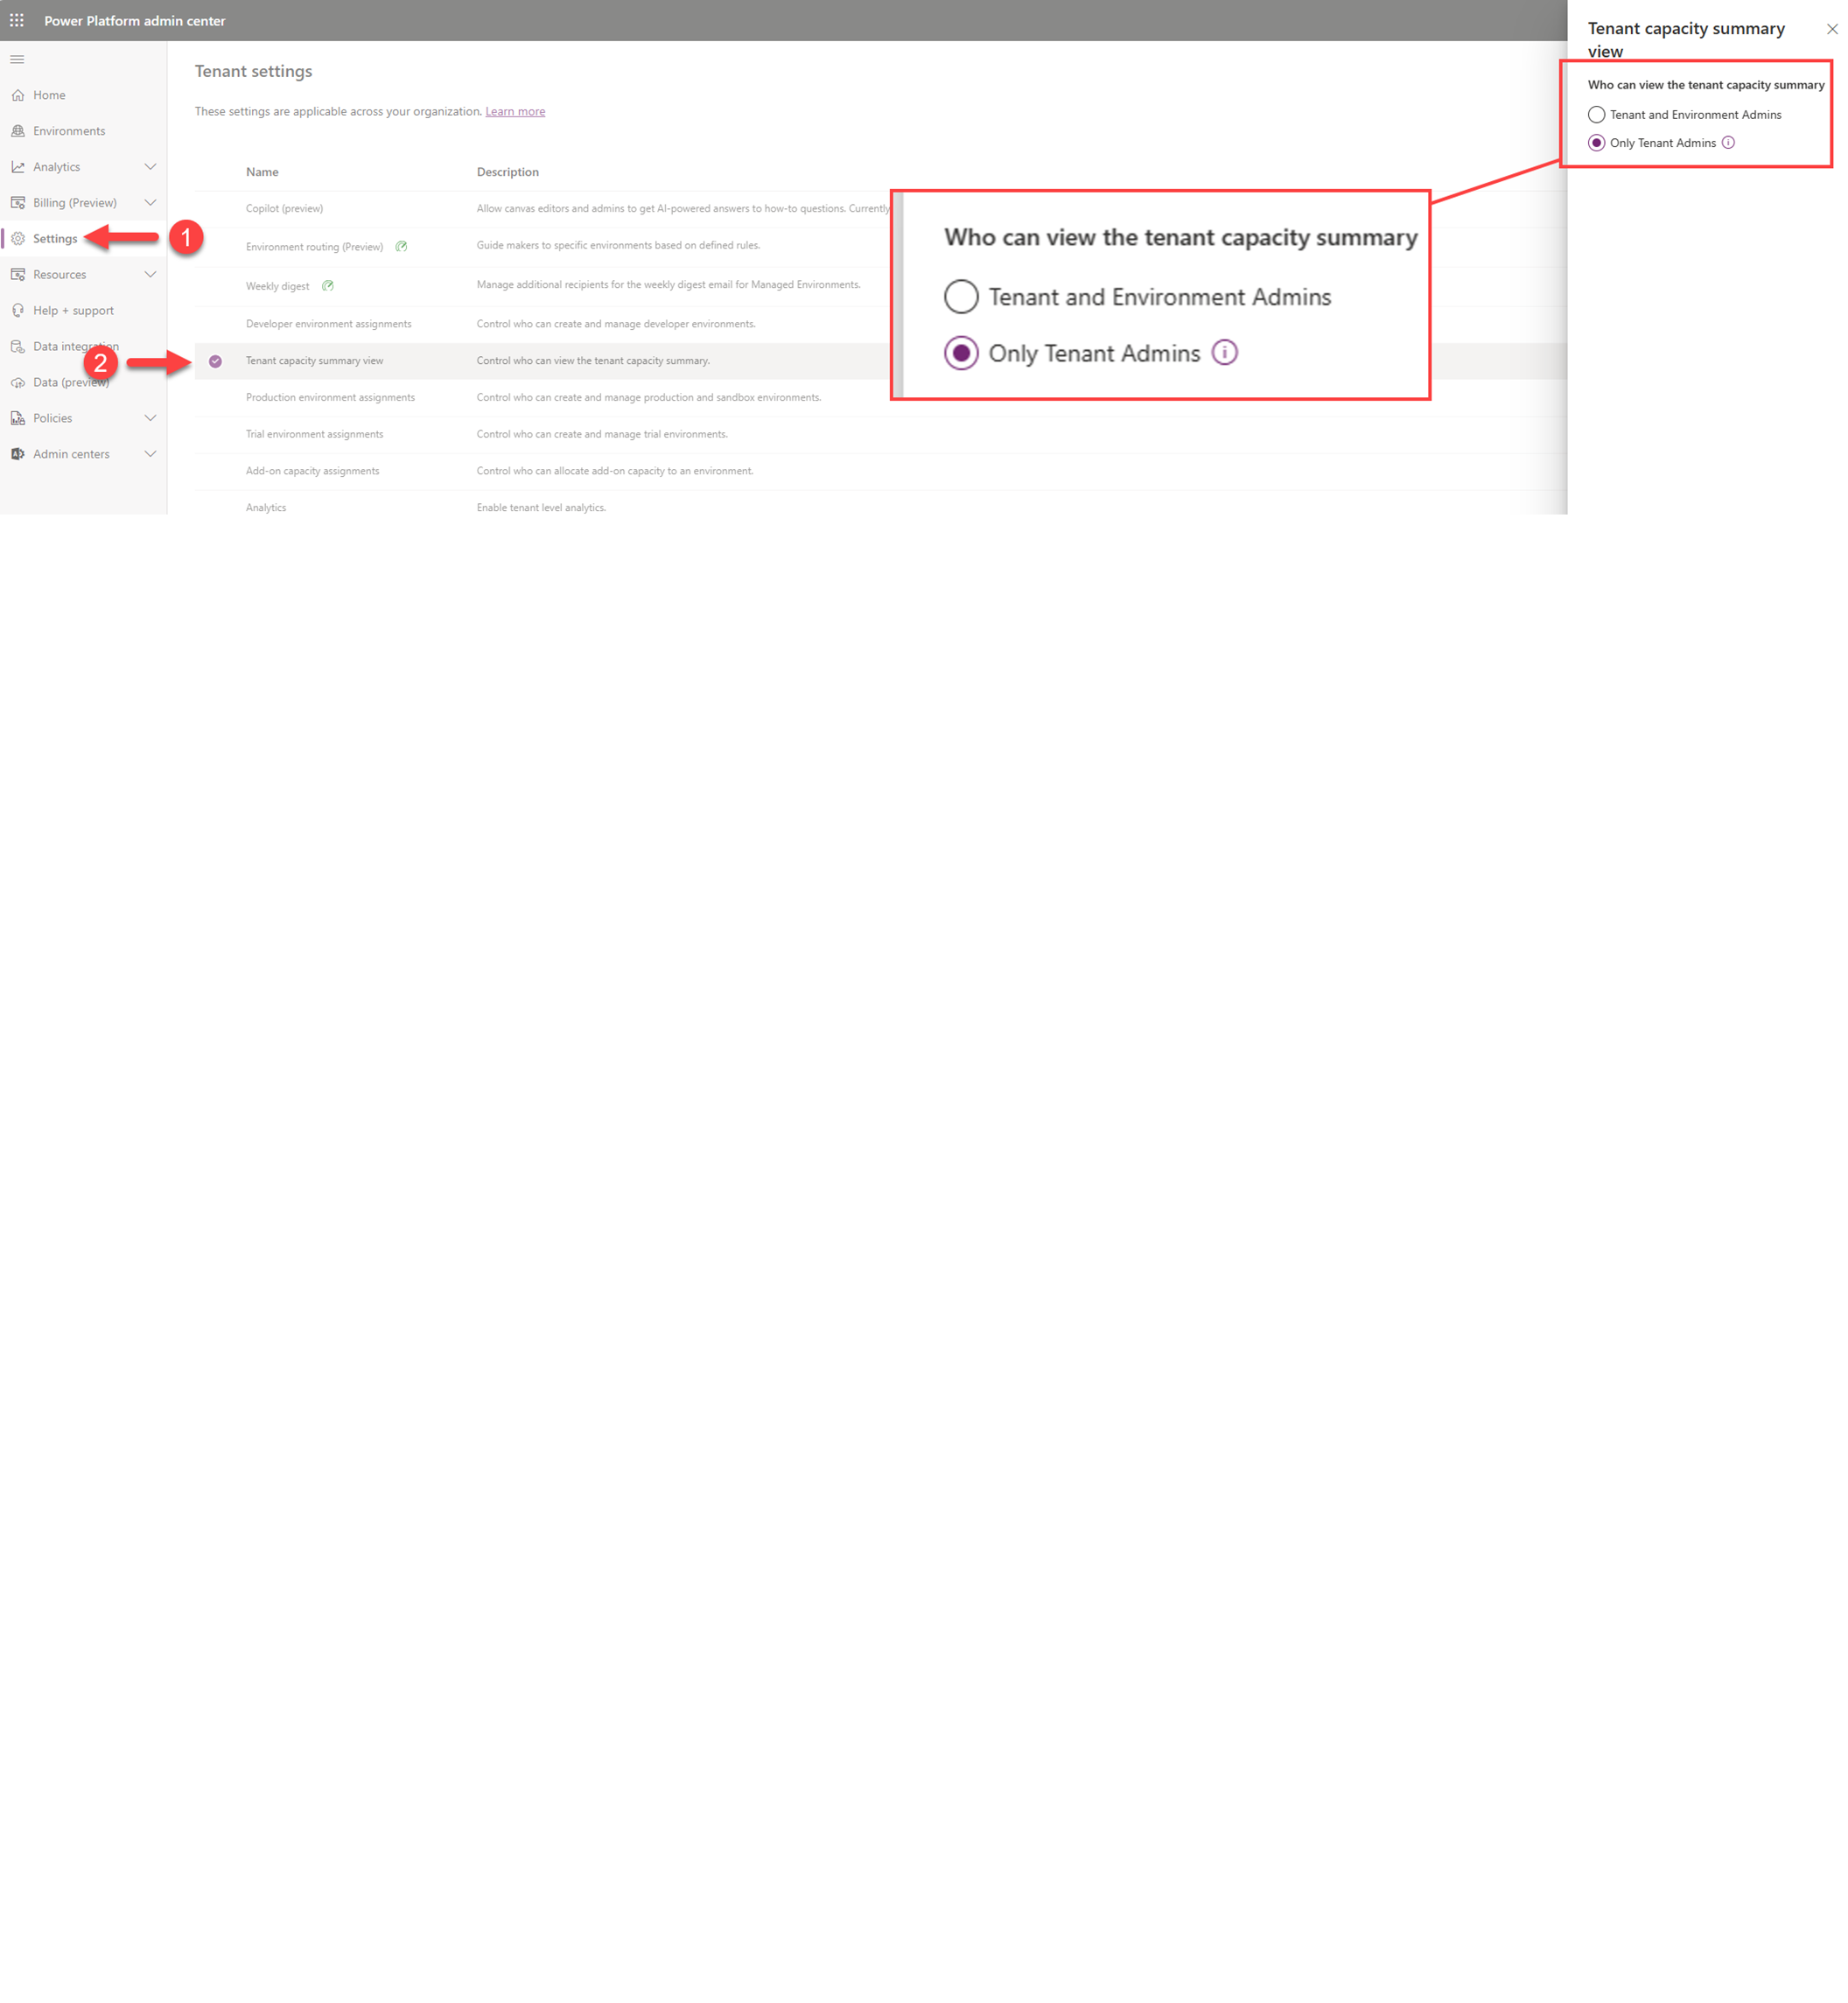 Power Platform admin center
Home
Environments
Analytics
Billing (Preview)
Settings
1
Resources
Help + support
Data integration
2
Data (preview)
Policies
Admin centers
Tenant settings
These settings are applicable across your organization. Learn more
Name Description
Copilot (preview) Allow canvas editors and admins to get AI-powered answers to how-to questions. Currently
Environment routing (Preview) Guide makers to specific environments based on defined rules.
Weekly digest Manage additional recipients for the weekly digest email for Managed Environments.
Developer environment assignments Control who can create and manage developer environments.
Tenant capacity summary view Control who can view the tenant capacity summary.
Production environment assignments Control who can create and manage production and sandbox environments.
Trial environment assignments Control who can create and manage trial environments.
Add-on capacity assignments Control who can allocate add-on capacity to an environment.
Analytics Enable tenant level analytics.
Who can view the tenant capacity summary
Tenant and Environment Admins
Only Tenant Admins
Tenant capacity summary
view
Who can view the tenant capacity summary
Tenant and Environment Admins
Only Tenant Admins